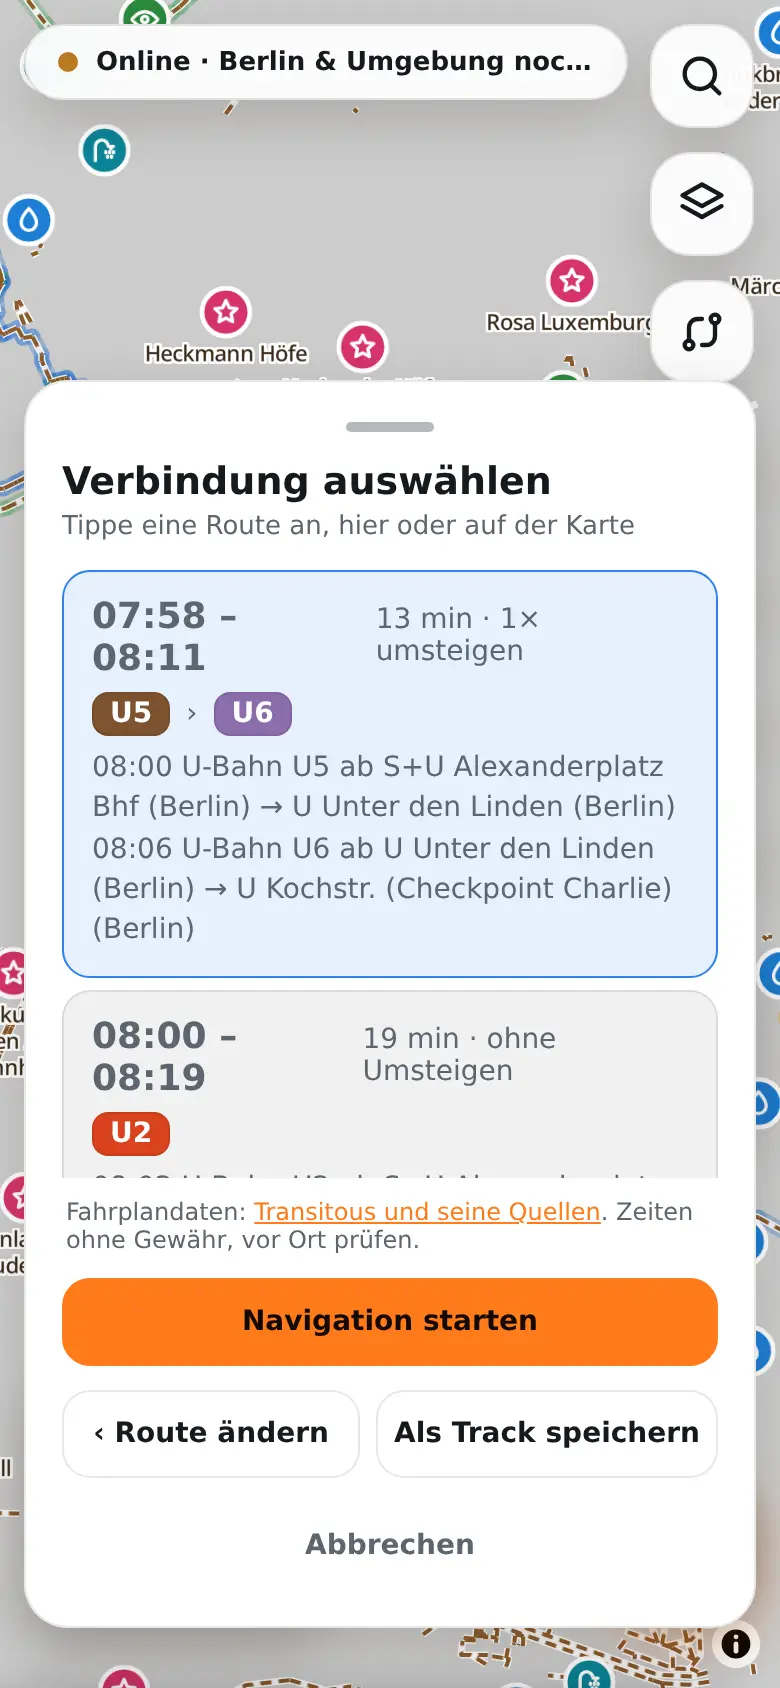 Online · Berlin & Umgebung noc…
Heckmann Höfe
Rosa Luxemburg
Märc
Verbindung auswählen
Tippe eine Route an, hier oder auf der Karte
07:58 –
08:11
13 min · 1×
umsteigen
U5 › U6
08:00 U-Bahn U5 ab S+U Alexanderplatz
Bhf (Berlin) → U Unter den Linden (Berlin)
08:06 U-Bahn U6 ab U Unter den Linden
(Berlin) → U Kochstr. (Checkpoint Charlie)
(Berlin)
08:00 –
08:19
19 min · ohne
Umsteigen
U2
Fahrplandaten: Transitous und seine Quellen. Zeiten
ohne Gewähr, vor Ort prüfen.
Navigation starten
‹ Route ändern
Als Track speichern
Abbrechen